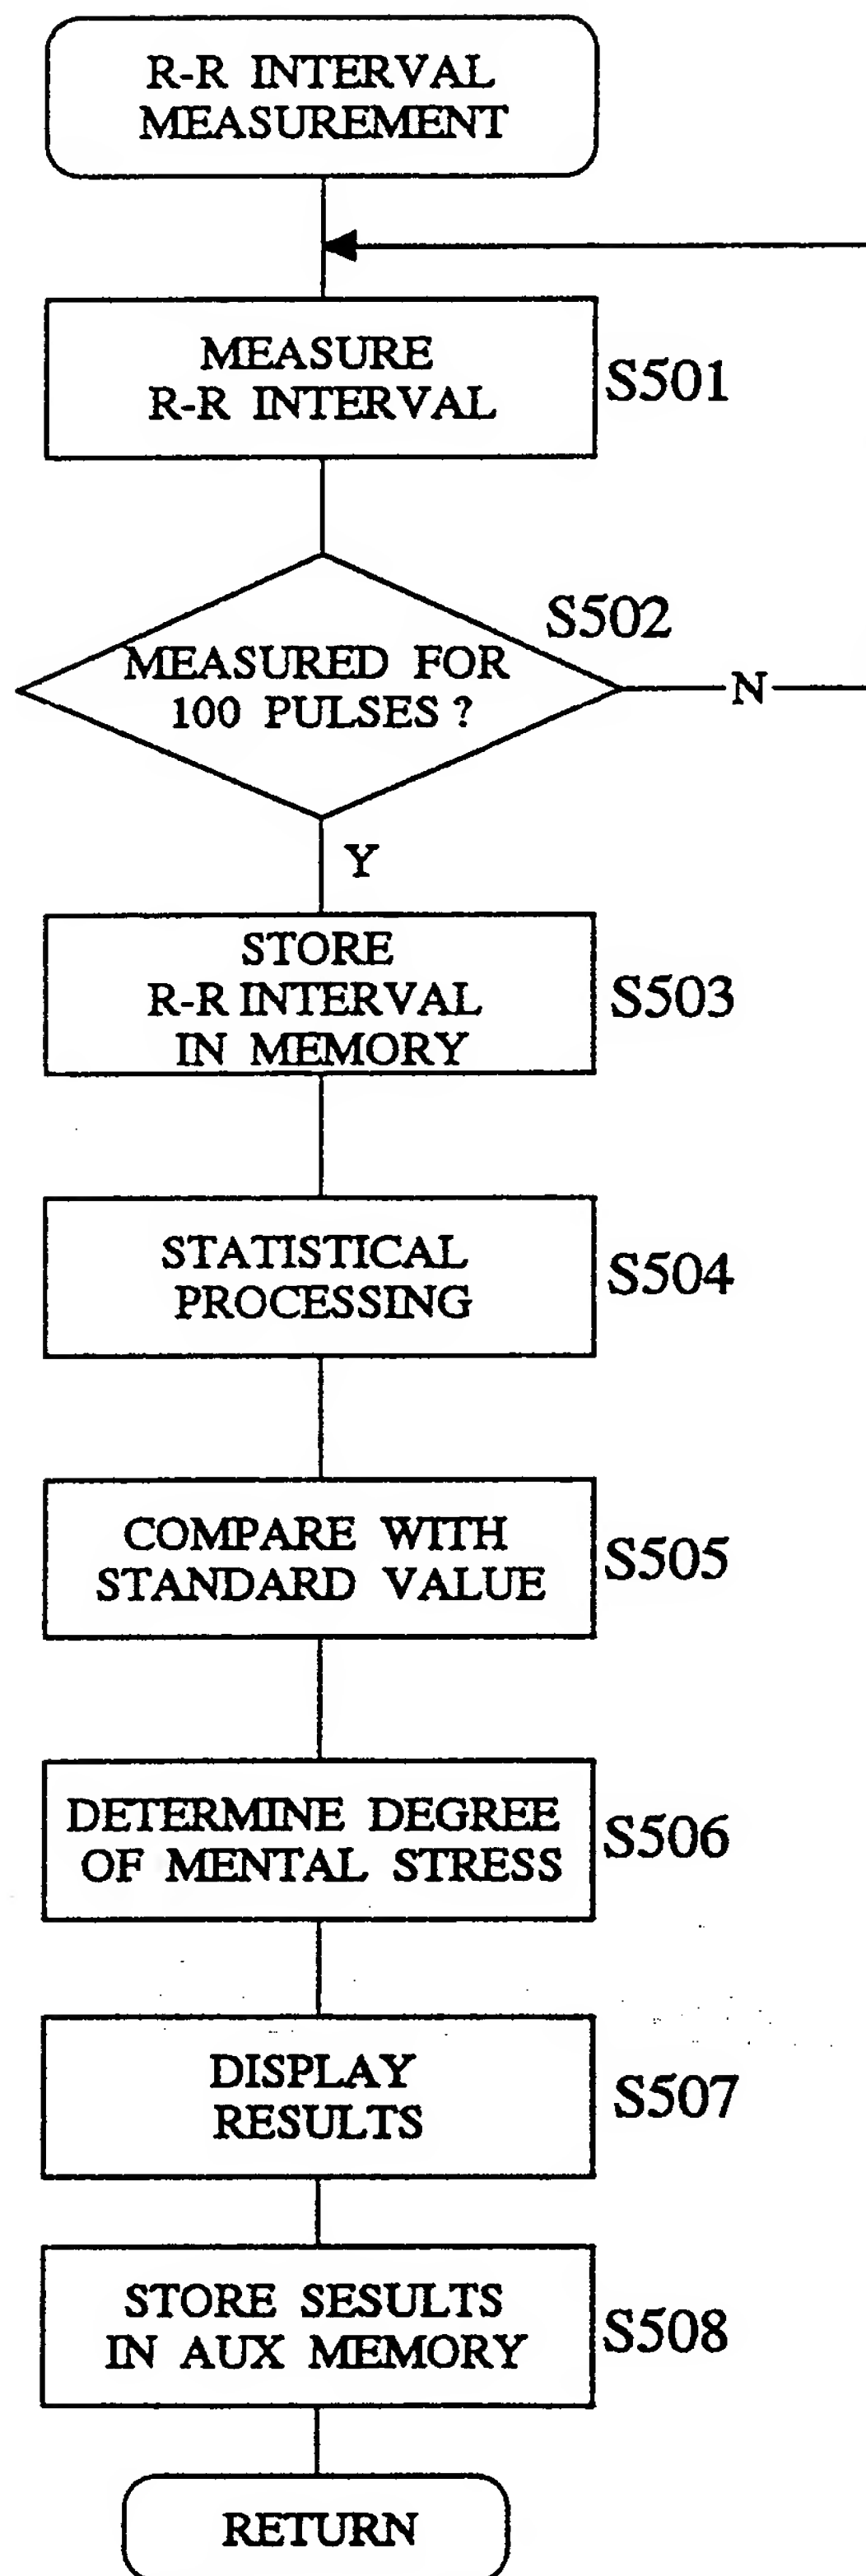 R-R INTERVAL
MEASUREMENT
MEASURE
R-R INTERVAL
S501
S502
MEASURED FOR
100 PULSES ?
N
Y
STORE
R-R INTERVAL
IN MEMORY
S503
STATISTICAL
PROCESSING
S504
COMPARE WITH
STANDARD VALUE
S505
DETERMINE DEGREE
OF MENTAL STRESS
S506
DISPLAY
RESULTS
S507
STORE SESULTS
IN AUX MEMORY
S508
RETURN